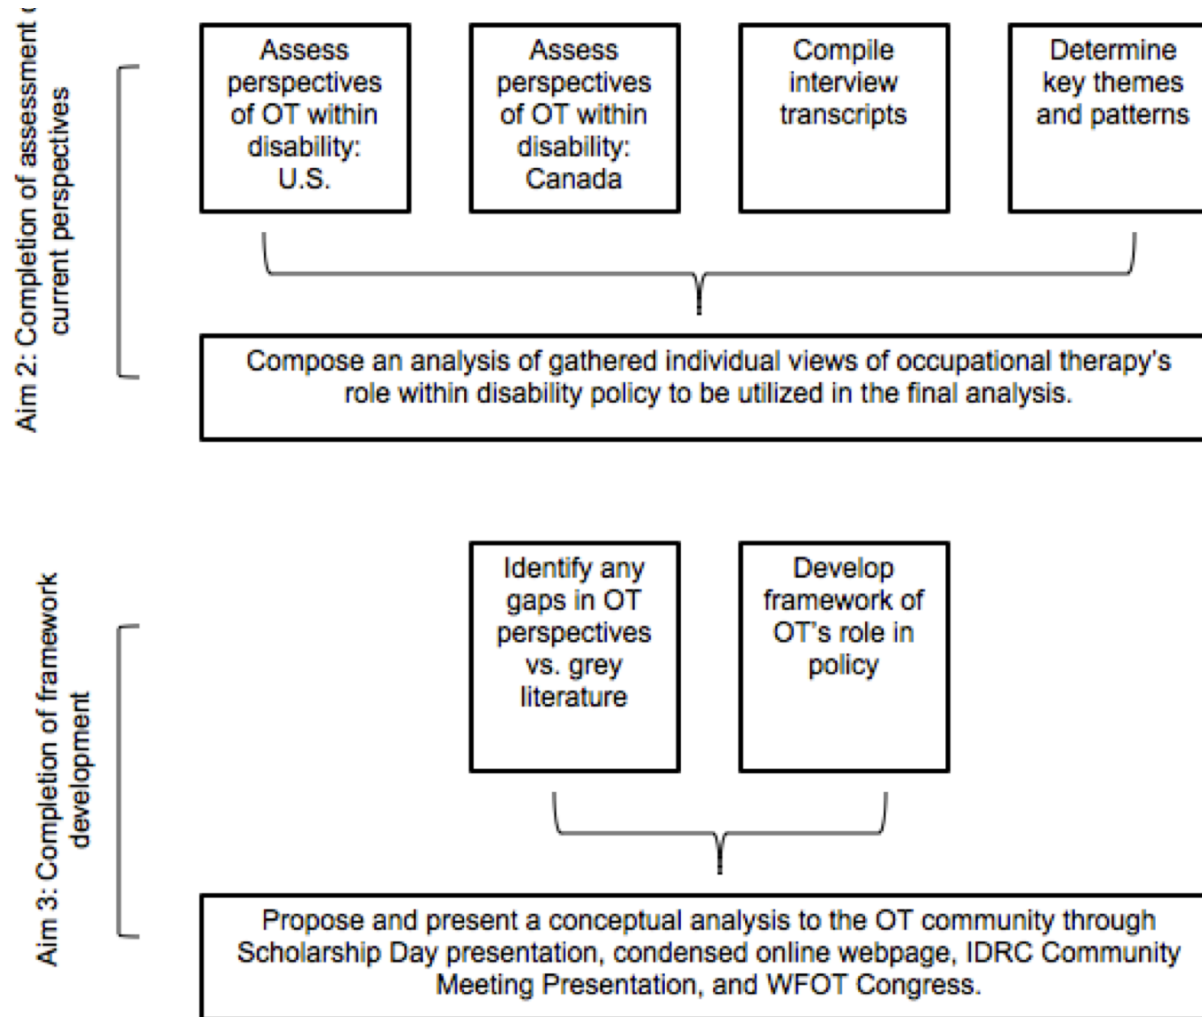 Aim 2: Completion of assessment
current perspectives
Assess
perspectives
of OT within
disability:
U.S.
Assess
perspectives
of OT within
disability:
Canada
Compile
interview
transcripts
Determine
key themes
and patterns
Compose an analysis of gathered individual views of occupational therapy's
role within disability policy to be utilized in the final analysis.
Aim 3: Completion of framework
development
Identify any
gaps in OT
perspectives
vs. grey
literature
Develop
framework of
OT's role in
policy
Propose and present a conceptual analysis to the OT community through
Scholarship Day presentation, condensed online webpage, IDRC Community
Meeting Presentation, and WFOT Congress.